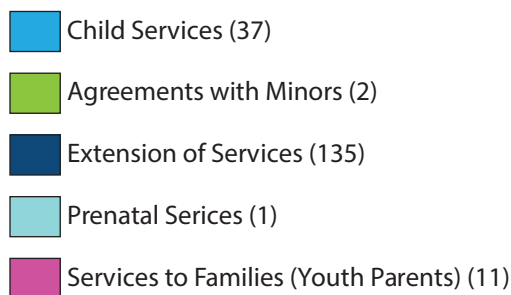 Child Services (37)
Agreements with Minors (2)
Extension of Services (135)
Prenatal Serices (1)
Services to Families (Youth Parents) (11)